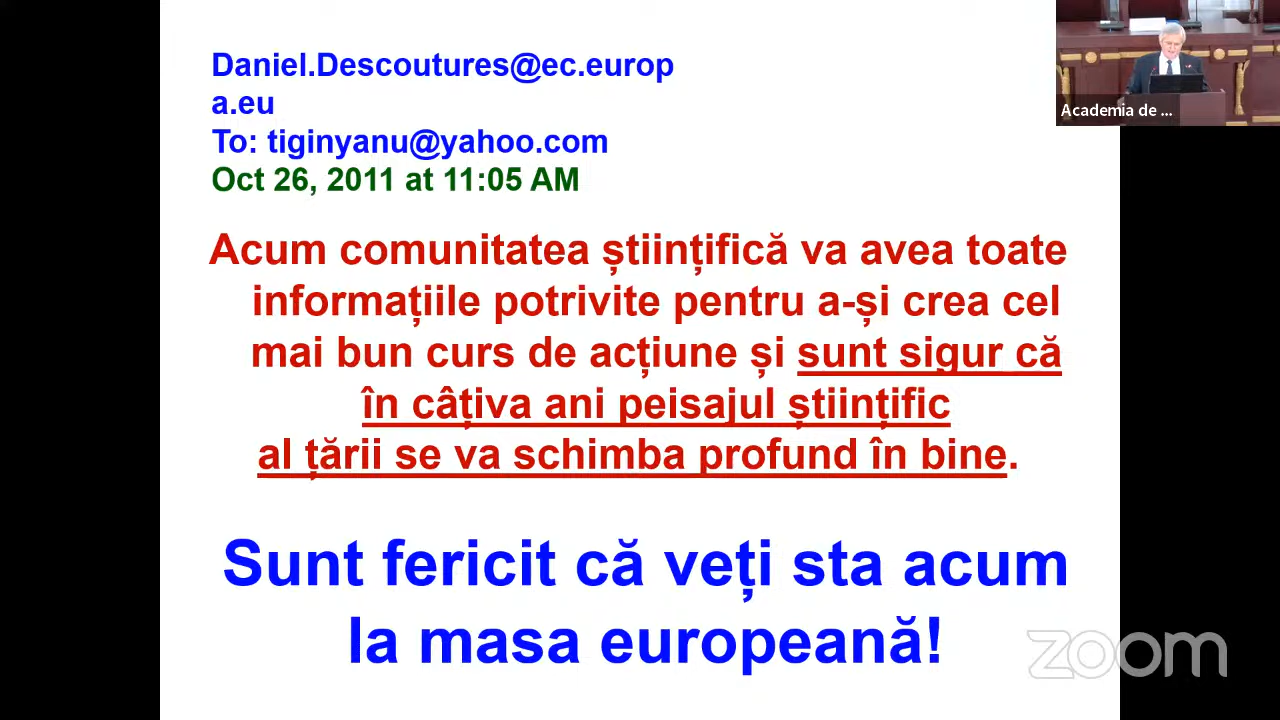 Daniel.Descoutures@ec.europ
a.eu
To: tiginyanu@yahoo.com
Oct 26, 2011 at 11:05 AM
Acum comunitatea științifică va avea toate
informațiile potrivite pentru a-și crea cel
mai bun curs de acțiune și sunt sigur că
în câțiva ani peisajul științific
al țării se va schimba profund în bine.
Sunt fericit că veți sta acum
la masa europeană!
Academia de ...
zoom